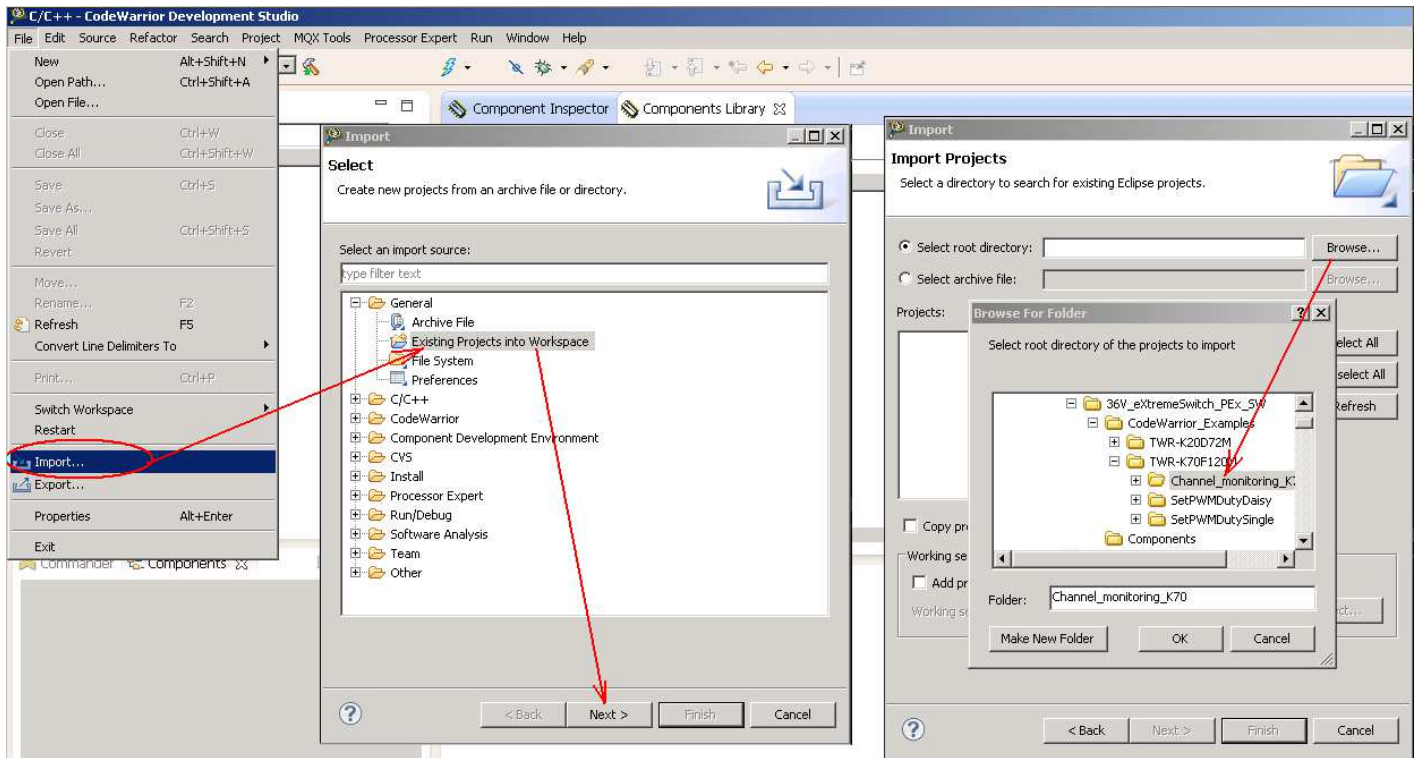 C/C++ - CodeWarrior Development Studio
File Edit Source Refactor Search Project MQX Tools Processor Expert Run Window Help
New Alt+Shift+N
Open Path... Ctrl+Shift+A
Open File...
Close Ctrl+W
Close All Ctrl+Shift+W
Save Ctrl+S
Save As...
Save All Ctrl+Shift+S
Revert
Move...
Rename... F2
Refresh F5
Convert Line Delimiters To
Print... Ctrl+P
Switch Workspace
Restart
Import...
Export...
Properties Alt+Enter
Exit
Commander Components
Component Inspector Components Library
Import
Select
Create new projects from an archive file or directory.
Select an import source:
type filter text
General
Archive File
Existing Projects into Workspace
File System
Preferences
C/C++
CodeWarrior
Component Development Environment
CVS
Install
Processor Expert
Run/Debug
Software Analysis
Team
Other
< Back Next > Finish Cancel
Import
Import Projects
Select a directory to search for existing Eclipse projects.
Select root directory: Browse...
Select archive file: Browse...
Projects:
elect All
select All
Refresh
Copy pr
Working se
Add pr
Working se ect...
Browse For Folder
Select root directory of the projects to import
36V_eXtremeSwitch_PEx_SW
CodeWarrior_Examples
TWR-K20D72M
TWR-K70F120M
Channel_monitoring_K
SetPWMDutyDaisy
SetPWMDutySingle
Components
Folder: Channel_monitoring_K70
Make New Folder OK Cancel
< Back Next > Finish Cancel